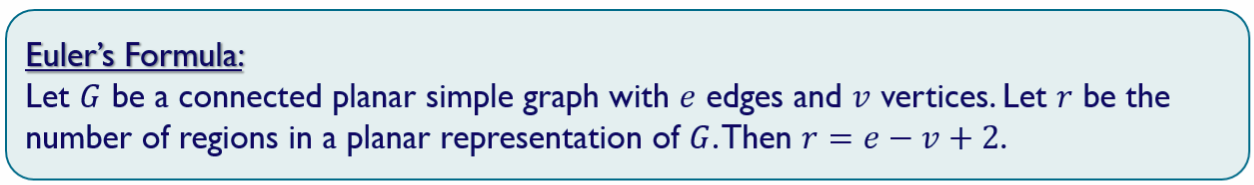 Euler's Formula:
Let 𝐺 be a connected planar simple graph with 𝑒 edges and 𝑣 vertices. Let 𝑟 be the
number of regions in a planar representation of 𝐺. Then 𝑟 = 𝑒 − 𝑣 + 2.